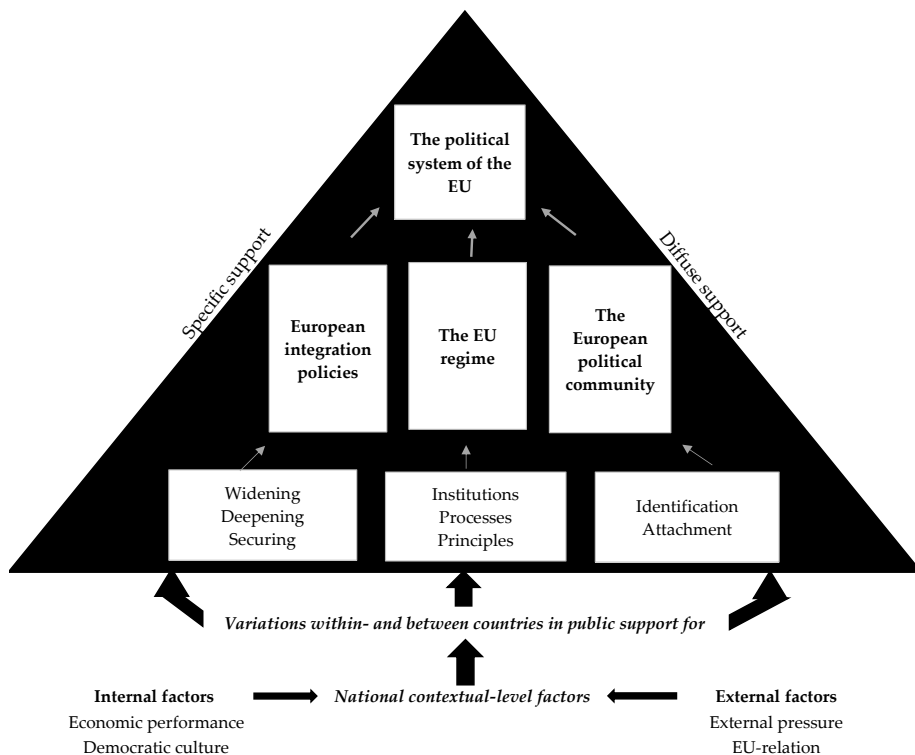 The political
system of the
EU
Specific support
Diffuse support
European
integration
policies
The EU
regime
The
European
political
community
Widening
Deepening
Securing
Institutions
Processes
Principles
Identification
Attachment
Variations within- and between countries in public support for
Internal factors
Economic performance
Democratic culture
National contextual-level factors
External factors
External pressure
EU-relation